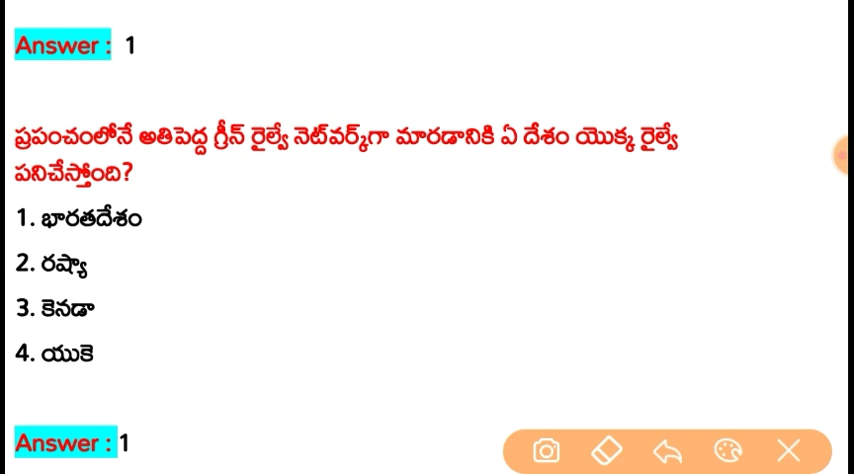 Answer : 1
ప్రపంచంలోనే అతిపెద్ద గ్రీన్ రైల్వే నెట్‌వర్క్‌గా మారడానికి ఏ దేశం యొక్క రైల్వే
పనిచేస్తోంది?
1. భారతదేశం
2. రష్యా
3. కెనడా
4. యుకె
Answer : 1